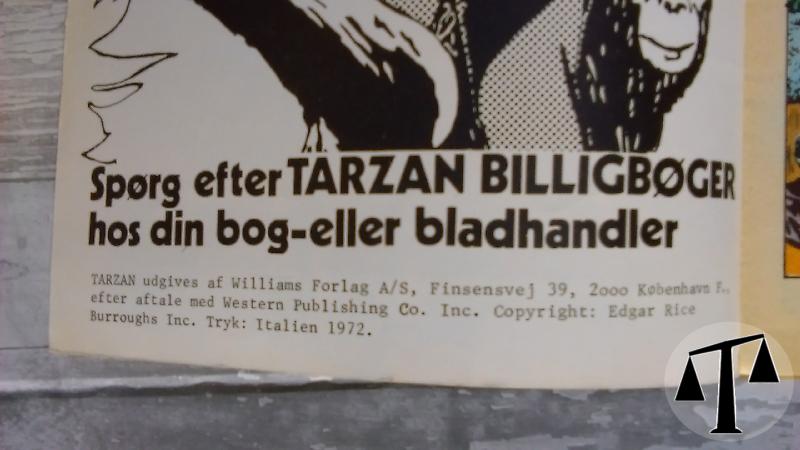 Spørg efter TARZAN BILLIGBØGER
hos din bog-eller bladhandler
TARZAN udgives af Williams Forlag A/S, Finsensvej 39, 2ooo København F.,
efter aftale med Western Publishing Co. Inc. Copyright: Edgar Rice
Burroughs Inc. Tryk: Italien 1972.